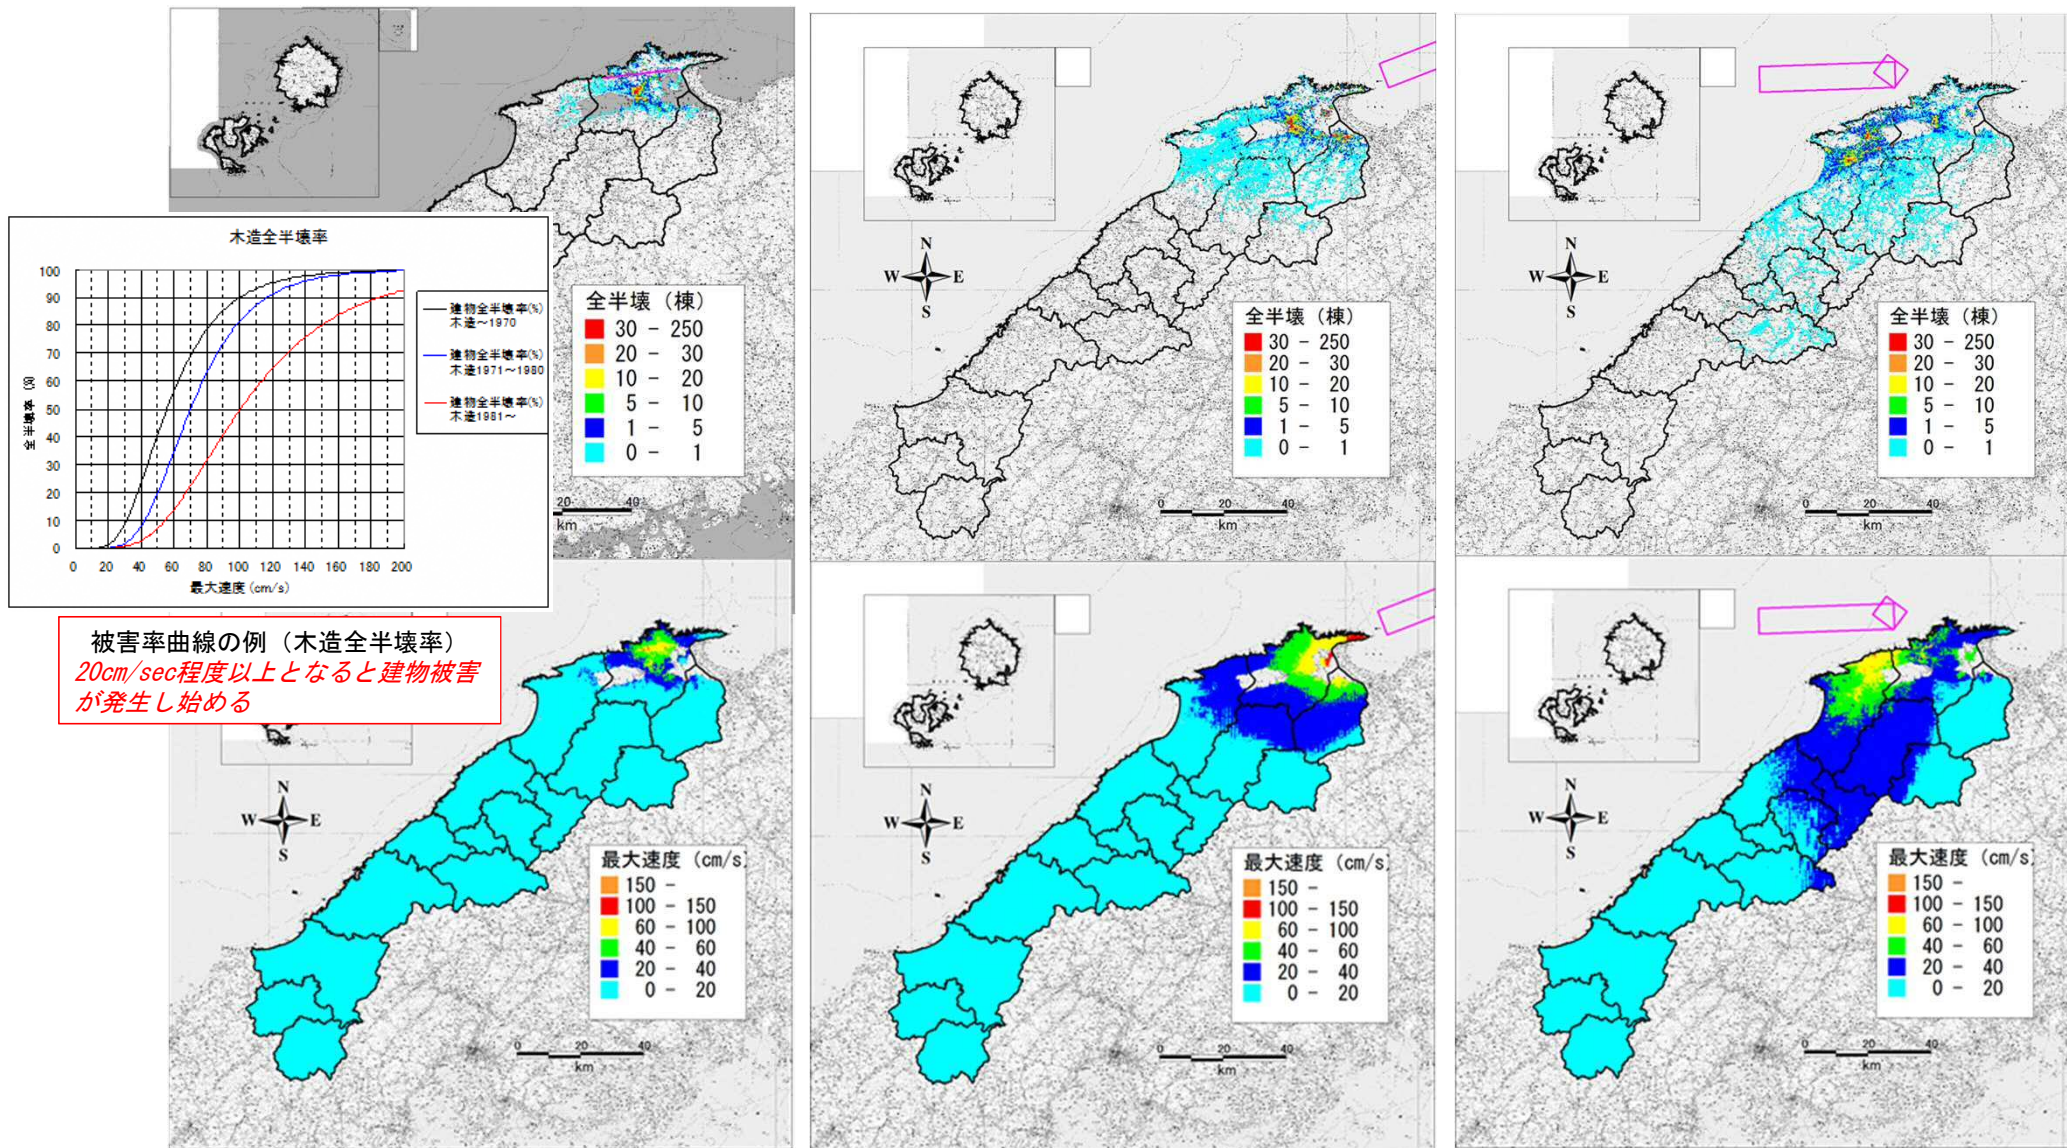 木造全半壊率
100
90
80
70
60
50
40
30
20
10
0
全半壊率 (%)
0 20 40 60 80 100 120 140 160 180 200
最大速度 (cm/s)
建物全半壊率(%)
木造~1970
建物全半壊率(%)
木造1971~1980
建物全半壊率(%)
木造1981~
全半壊 (棟)
30 - 250
20 - 30
10 - 20
5 - 10
1 - 5
0 - 1
20 40
km
N
W E
S
全半壊 (棟)
30 - 250
20 - 30
10 - 20
5 - 10
1 - 5
0 - 1
0 20 40
km
N
W E
S
全半壊 (棟)
30 - 250
20 - 30
10 - 20
5 - 10
1 - 5
0 - 1
0 20 40
km
被害率曲線の例(木造全半壊率)
20cm/sec程度以上となると建物被害
が発生し始める
N
W E
S
最大速度 (cm/s)
150 -
100 - 150
60 - 100
40 - 60
20 - 40
0 - 20
0 20 40
km
N
W E
S
最大速度 (cm/s)
150 -
100 - 150
60 - 100
40 - 60
20 - 40
0 - 20
0 20 40
km
N
W E
S
最大速度 (cm/s)
150 -
100 - 150
60 - 100
40 - 60
20 - 40
0 - 20
0 20 40
km